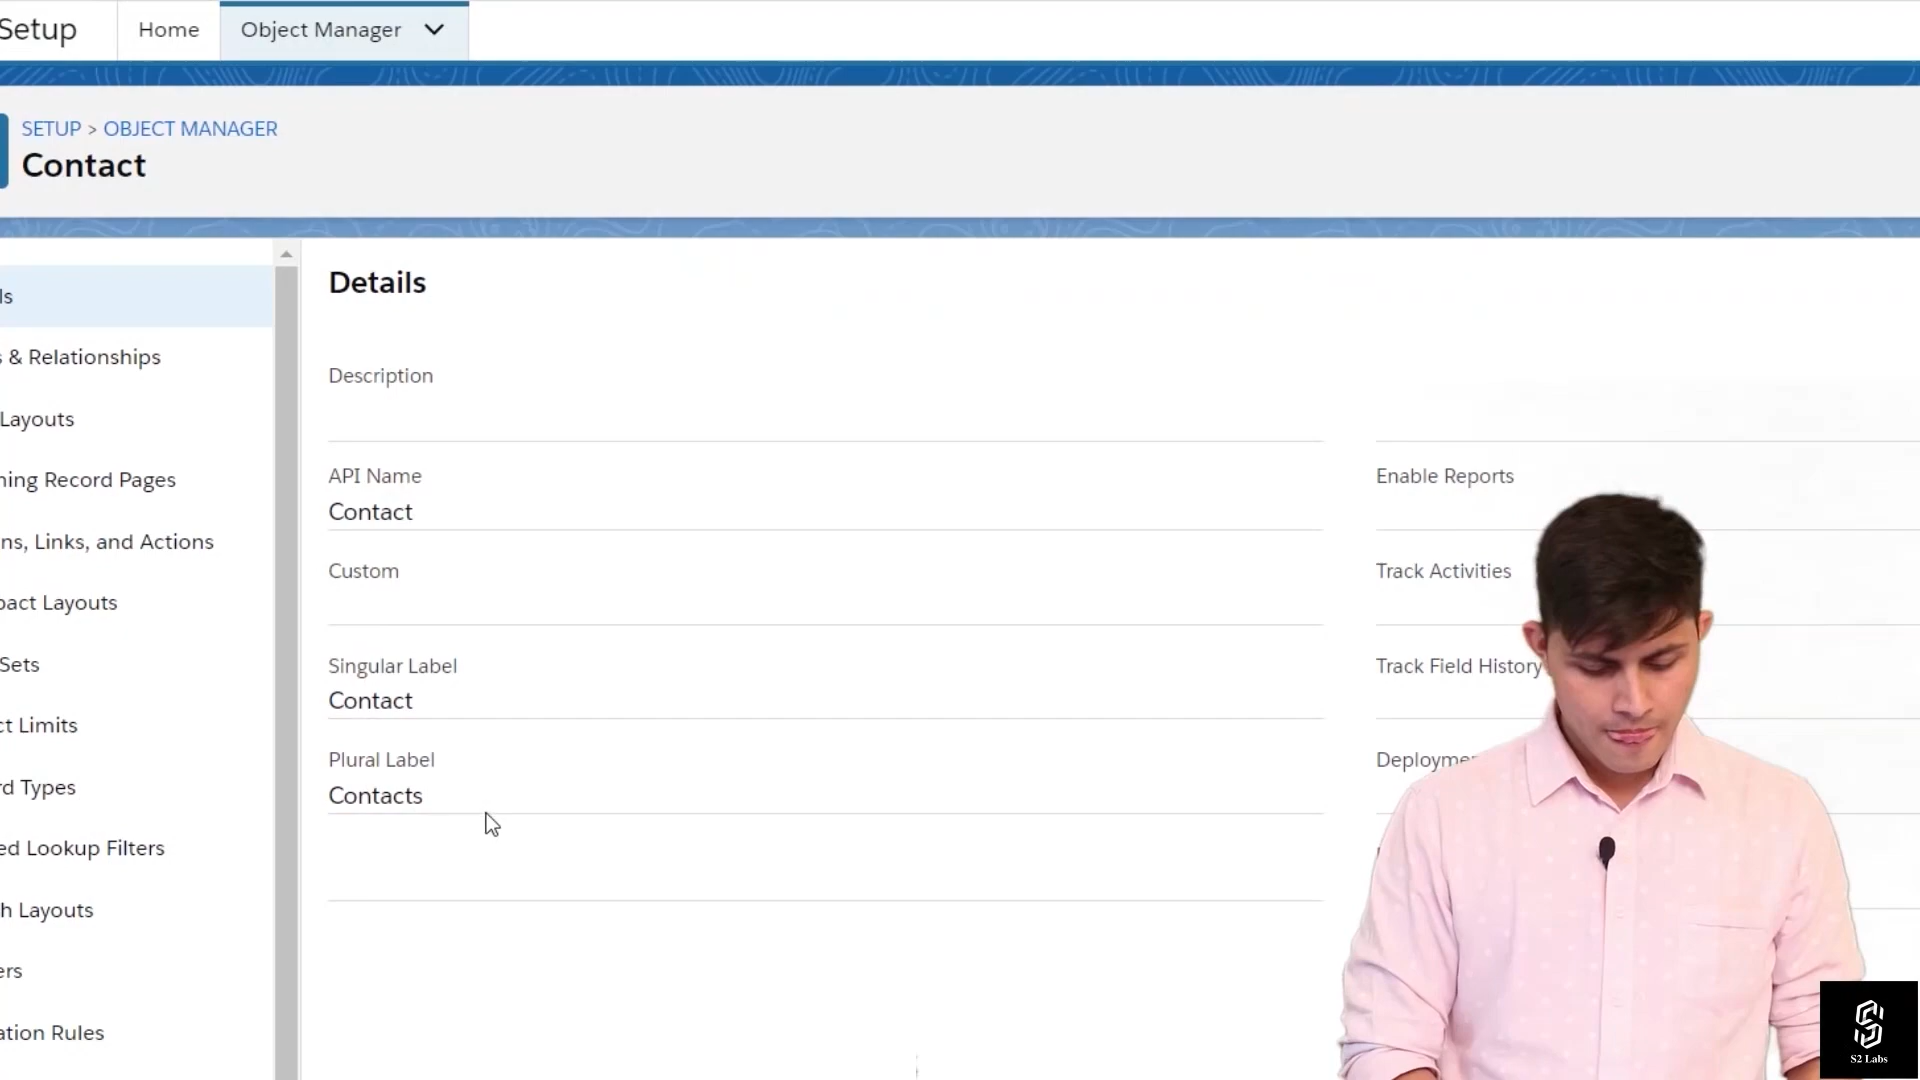 Setup
Home
Object Manager
SETUP > OBJECT MANAGER
Contact
ls
s & Relationships
Layouts
ning Record Pages
ns, Links, and Actions
pact Layouts
Sets
ct Limits
rd Types
ed Lookup Filters
h Layouts
ers
ation Rules
Details
Description
API Name
Contact
Custom
Singular Label
Contact
Plural Label
Contacts
Enable Reports
Track Activities
Track Field History
Deploymen
S2 Labs